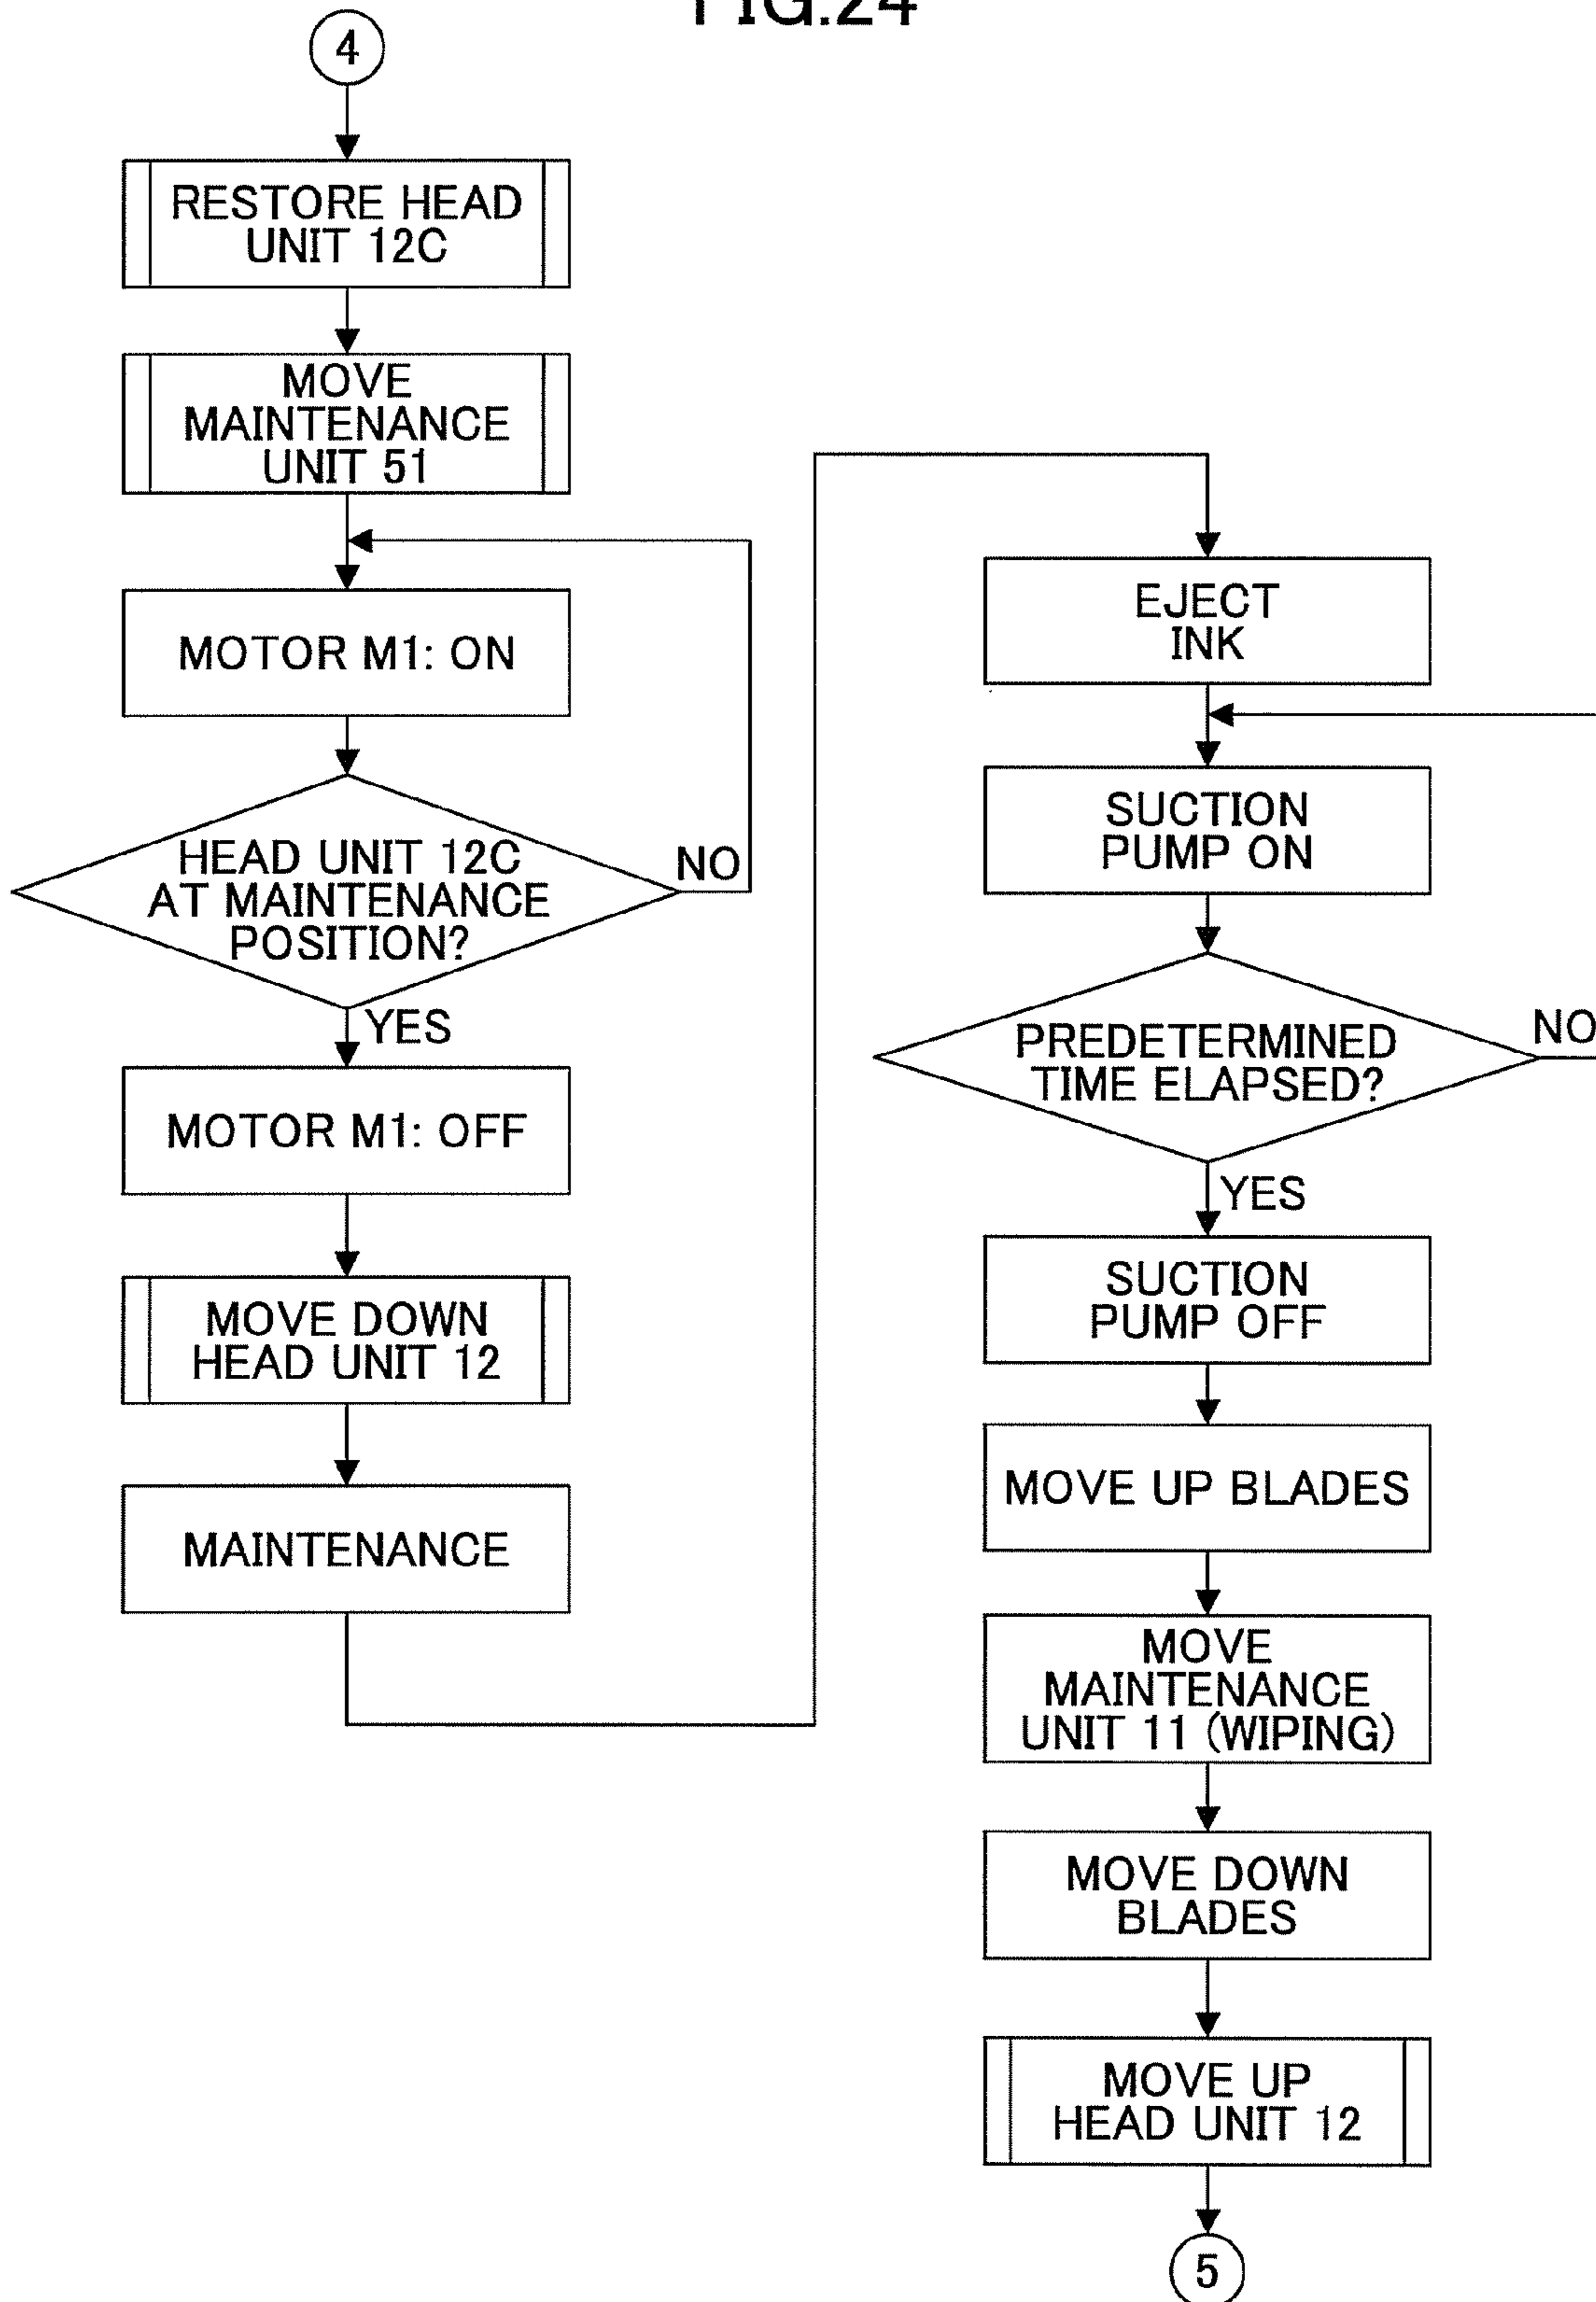 FIG.24
4
RESTORE HEAD
UNIT 12C
MOVE
MAINTENANCE
UNIT 51
MOTOR M1: ON
HEAD UNIT 12C
AT MAINTENANCE
POSITION?
NO
YES
MOTOR M1: OFF
MOVE DOWN
HEAD UNIT 12
MAINTENANCE
EJECT
INK
SUCTION
PUMP ON
PREDETERMINED
TIME ELAPSED?
NO
YES
SUCTION
PUMP OFF
MOVE UP BLADES
MOVE
MAINTENANCE
UNIT 11 (WIPING)
MOVE DOWN
BLADES
MOVE UP
HEAD UNIT 12
5